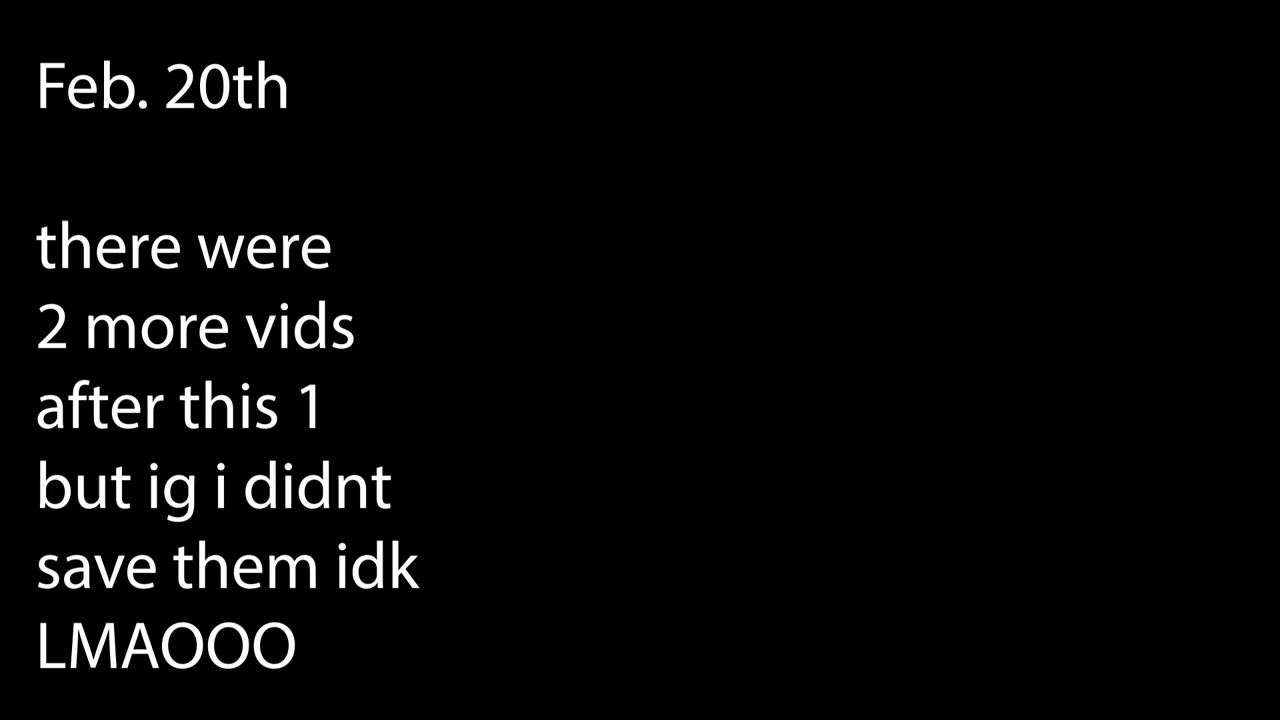 Feb. 20th
there were
2 more vids
after this 1
but ig i didnt
save them idk
LMAOOO